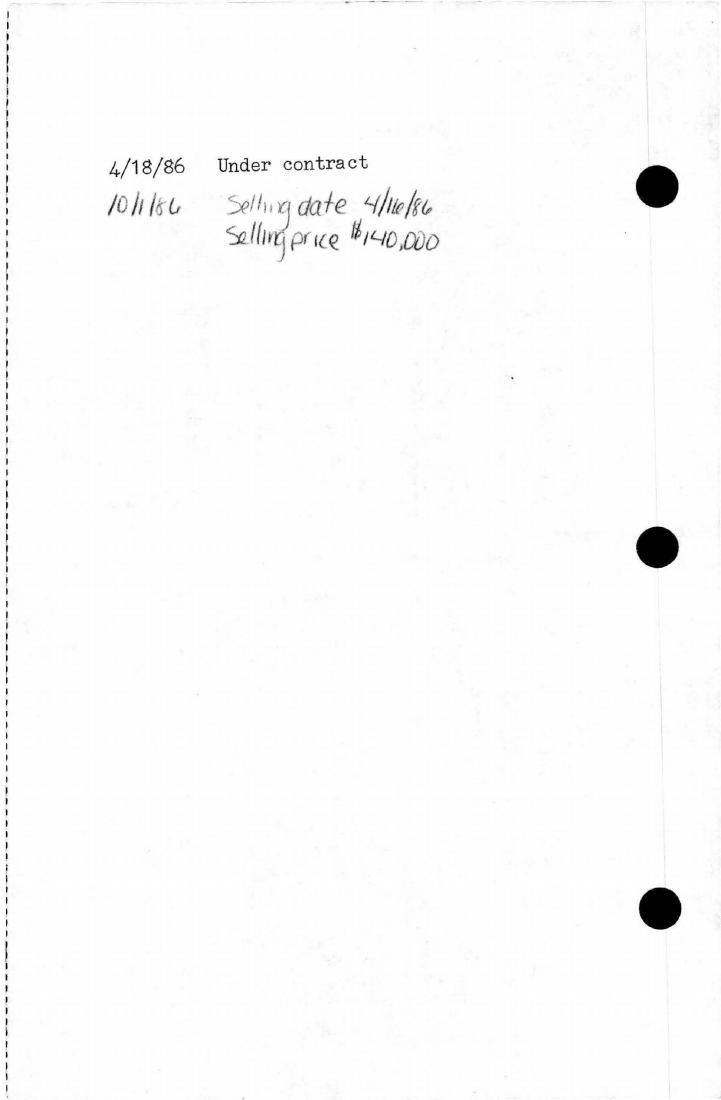 4/18/86 Under contract
10/1/86 Selling date 4/16/86
Selling price $140,000